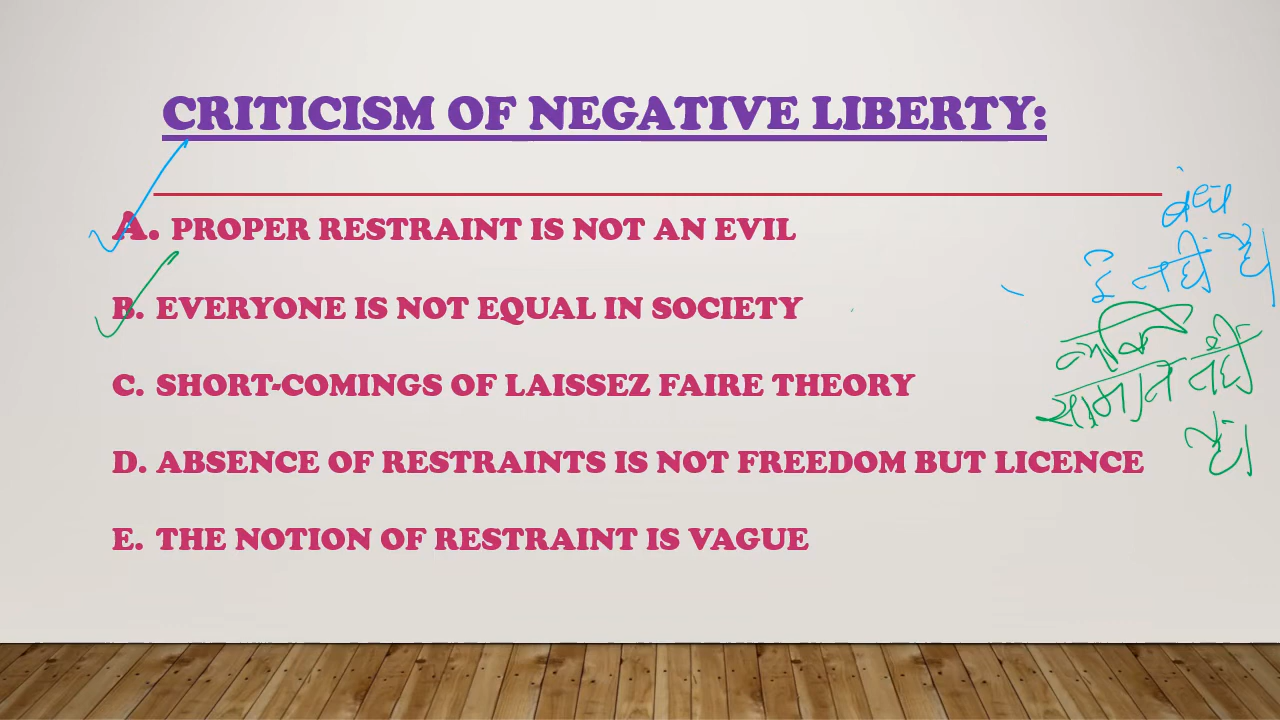 CRITICISM OF NEGATIVE LIBERTY:
A. PROPER RESTRAINT IS NOT AN EVIL
B. EVERYONE IS NOT EQUAL IN SOCIETY
C. SHORT-COMINGS OF LAISSEZ FAIRE THEORY
D. ABSENCE OF RESTRAINTS IS NOT FREEDOM BUT LICENCE
E. THE NOTION OF RESTRAINT IS VAGUE
नहीं है।
समान नहीं
है।